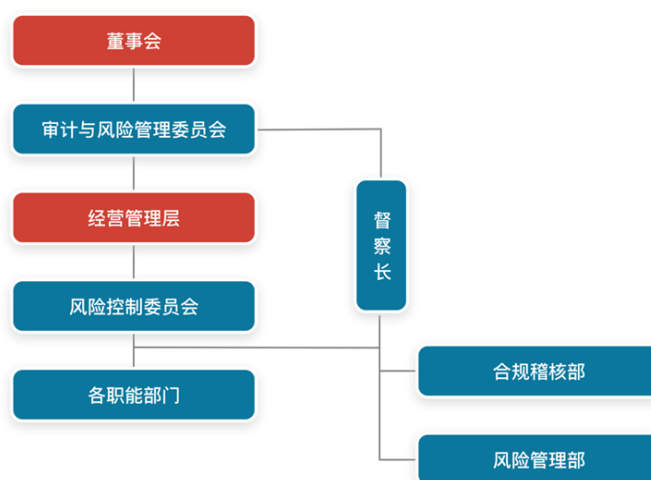 董事会
审计与风险管理委员会
经营管理层
督察长
风险控制委员会
合规稽核部
各职能部门
风险管理部